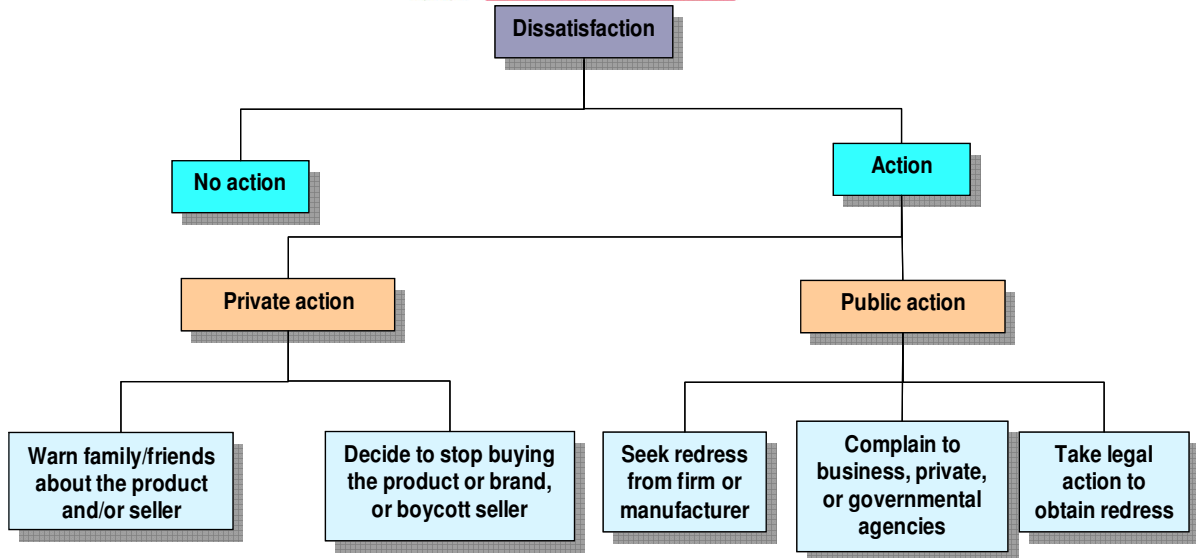 Dissatisfaction
No action
Action
Private action
Public action
Warn family/friends
about the product
and/or seller
Decide to stop buying
the product or brand,
or boycott seller
Seek redress
from firm or
manufacturer
Complain to
business, private,
or governmental
agencies
Take legal
action to
obtain redress